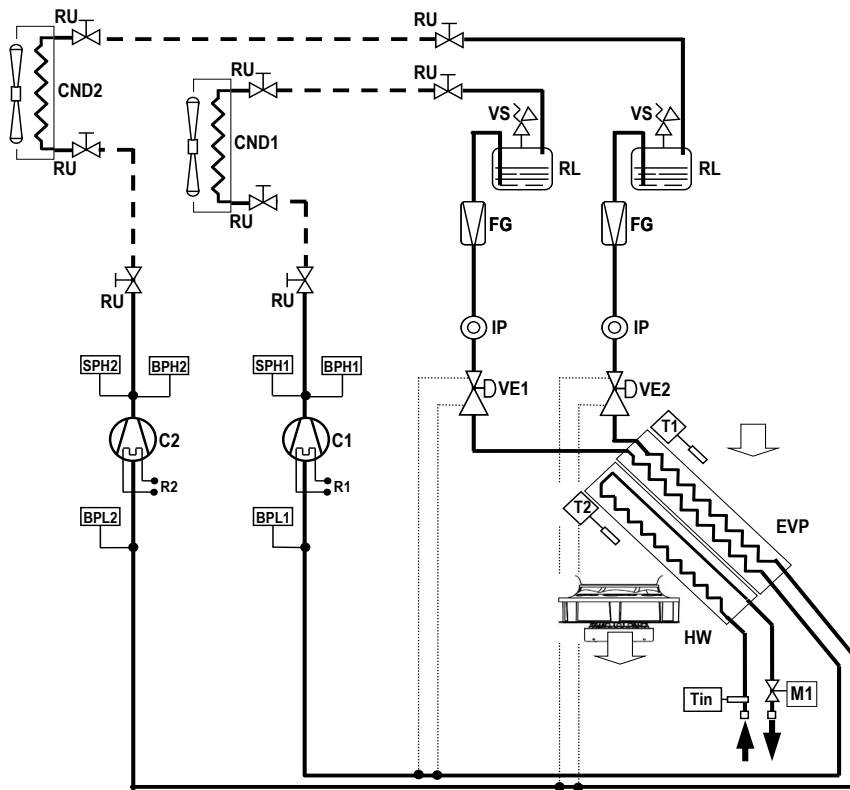 RU
RU
CND2
RU
RU
VS
VS
CND1
RU
RL
RL
RU
FG
FG
RU
RU
IP
IP
SPH2
BPH2
SPH1
BPH1
VE1
VE2
C2
C1
T1
R2
R1
BPL2
BPL1
T2
EVP
HW
Tin
M1